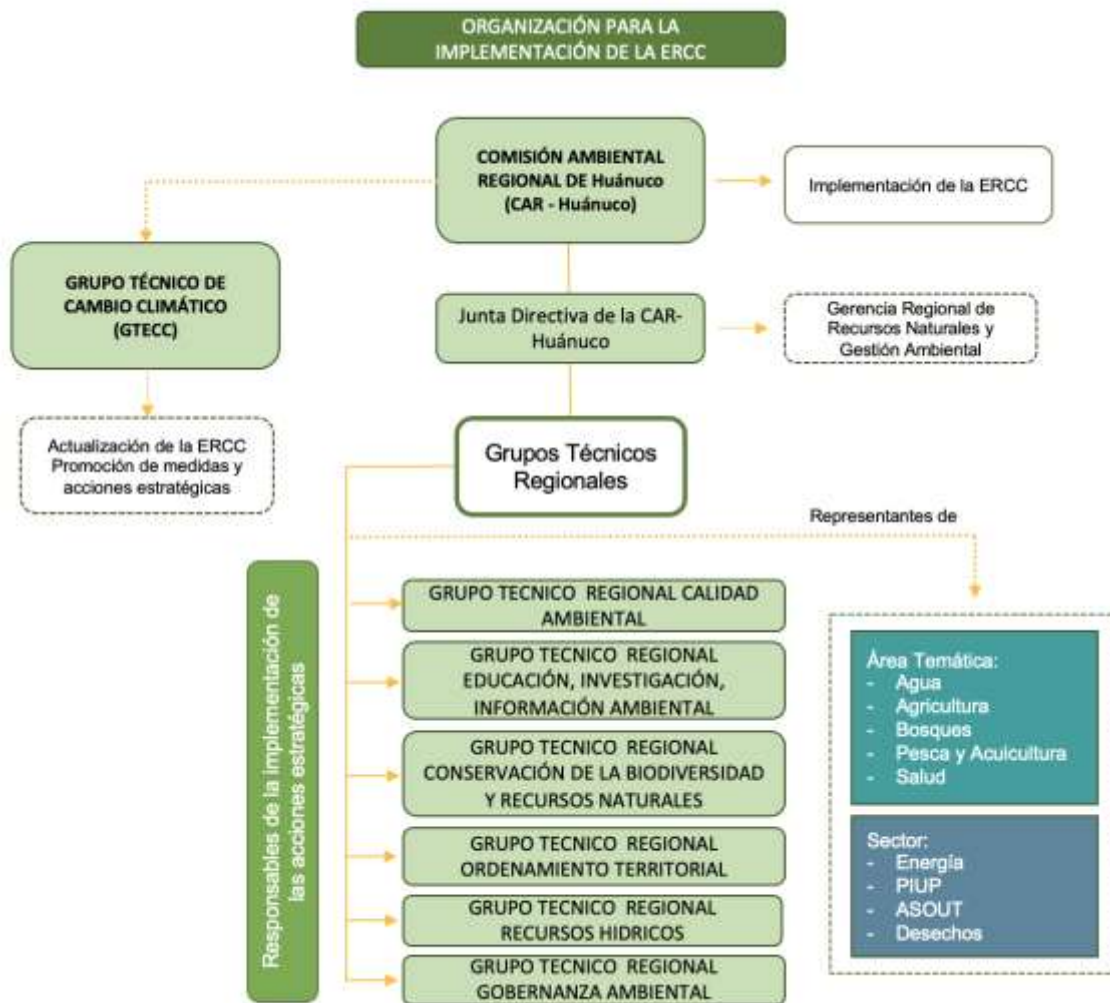 ORGANIZACIÓN PARA LA
IMPLEMENTACIÓN DE LA ERCC
COMISIÓN AMBIENTAL
REGIONAL DE Huánuco
(CAR - Huánuco)
Implementación de la ERCC
GRUPO TÉCNICO DE
CAMBIO CLIMÁTICO
(GTECC)
Junta Directiva de la CAR-
Huánuco
Gerencia Regional de
Recursos Naturales y
Gestión Ambiental
Actualización de la ERCC
Promoción de medidas y
acciones estratégicas
Grupos Técnicos
Regionales
Representantes de
Responsables de la implementación de
las acciones estratégicas
GRUPO TECNICO REGIONAL CALIDAD
AMBIENTAL
GRUPO TECNICO REGIONAL
EDUCACIÓN, INVESTIGACIÓN,
INFORMACIÓN AMBIENTAL
GRUPO TECNICO REGIONAL
CONSERVACIÓN DE LA BIODIVERSIDAD
Y RECURSOS NATURALES
GRUPO TECNICO REGIONAL
ORDENAMIENTO TERRITORIAL
GRUPO TECNICO REGIONAL
RECURSOS HIDRICOS
GRUPO TECNICO REGIONAL
GOBERNANZA AMBIENTAL
Área Temática:
- Agua
- Agricultura
- Bosques
- Pesca y Acuicultura
- Salud
Sector:
- Energía
- PIUP
- ASOUT
- Desechos